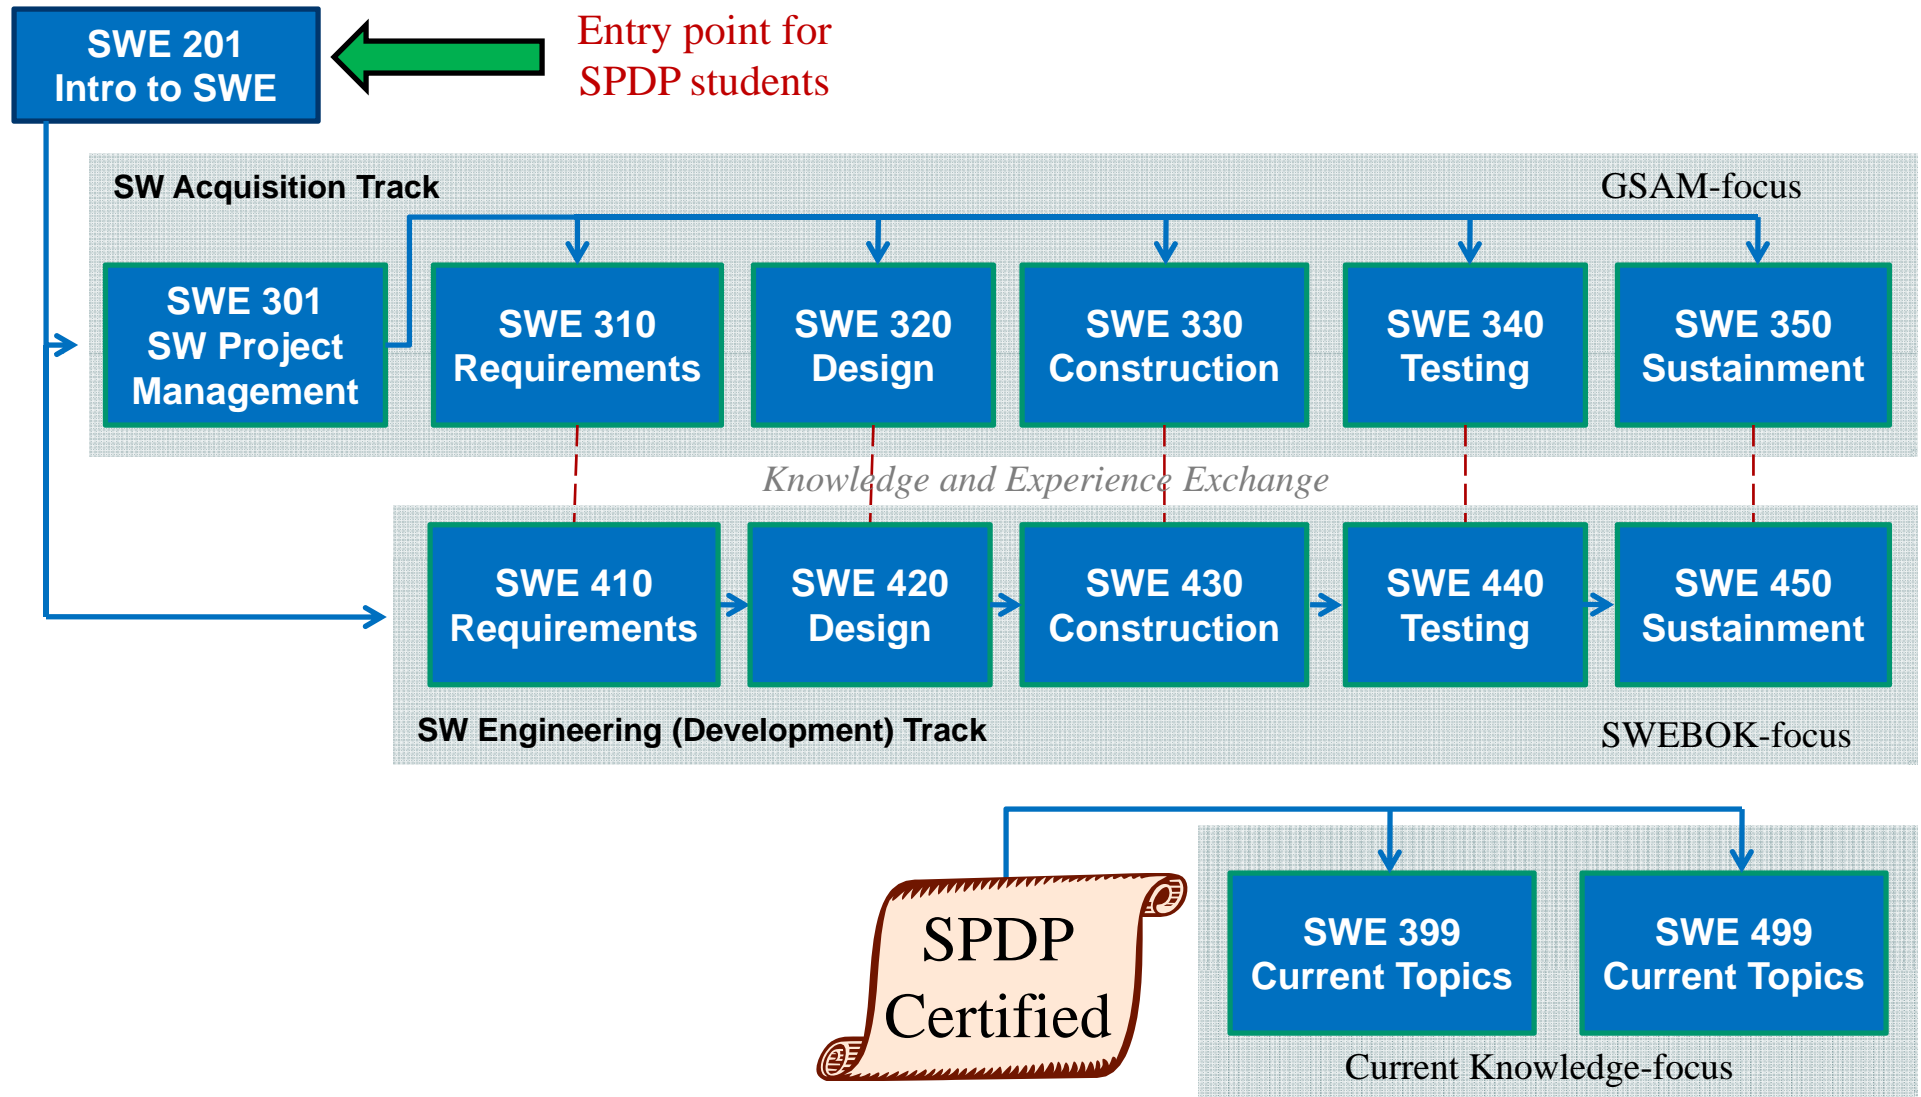 SWE 201
Intro to SWE
Entry point for
SPDP students
SW Acquisition Track
GSAM-focus
SWE 301
SW Project
Management
SWE 310
Requirements
SWE 320
Design
SWE 330
Construction
SWE 340
Testing
SWE 350
Sustainment
Knowledge and Experience Exchange
SWE 410
Requirements
SWE 420
Design
SWE 430
Construction
SWE 440
Testing
SWE 450
Sustainment
SW Engineering (Development) Track
SWEBOK-focus
SPDP
Certified
SWE 399
Current Topics
SWE 499
Current Topics
Current Knowledge-focus